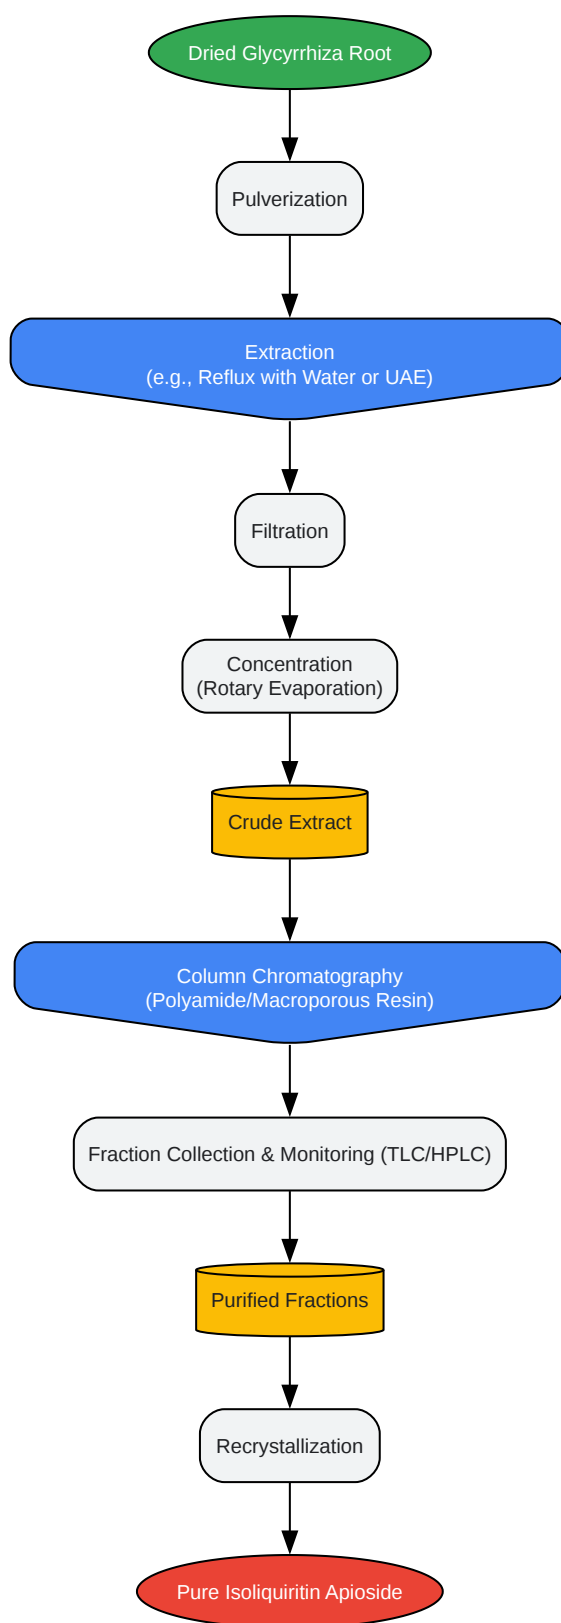 Dried Glycyrrhiza Root
Pulverization
Extraction
(e.g., Reflux with Water or UAE)
Filtration
Concentration
(Rotary Evaporation)
Crude Extract
Column Chromatography
(Polyamide/Macroporous Resin)
Fraction Collection & Monitoring (TLC/HPLC)
Purified Fractions
Recrystallization
Pure Isoliquiritin Apioside